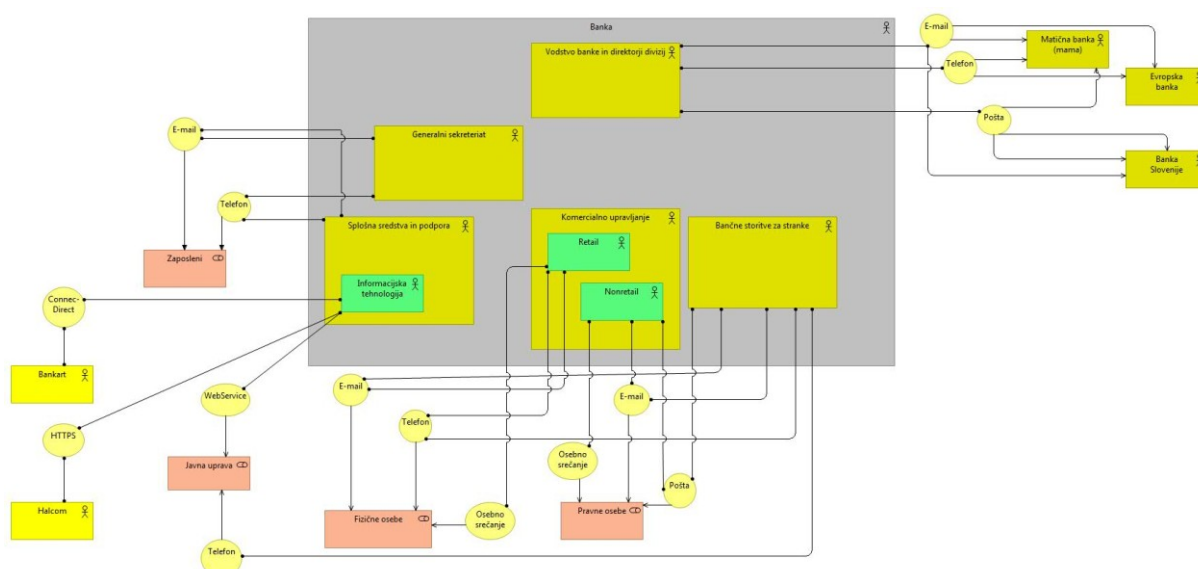 Banka
E-mail
Vodstvo banke in direktorji divizij
Matična banka
(mama)
Telefon
Evropska
banka
Pošta
E-mail
Generalni sekreteriat
Banka
Slovenije
Telefon
Splošna sredstva in podpora
Komercialno upravljanje
Bančne storitve za stranke
Retail
Zaposleni
Informacijska
tehnologija
Nonretail
Connec-
Direct
Bankart
WebService
E-mail
E-mail
Telefon
HTTPS
Osebno
srečanje
Javna uprava
Pošta
Halcom
Fizične osebe
Osebno
srečanje
Pravne osebe
Telefon